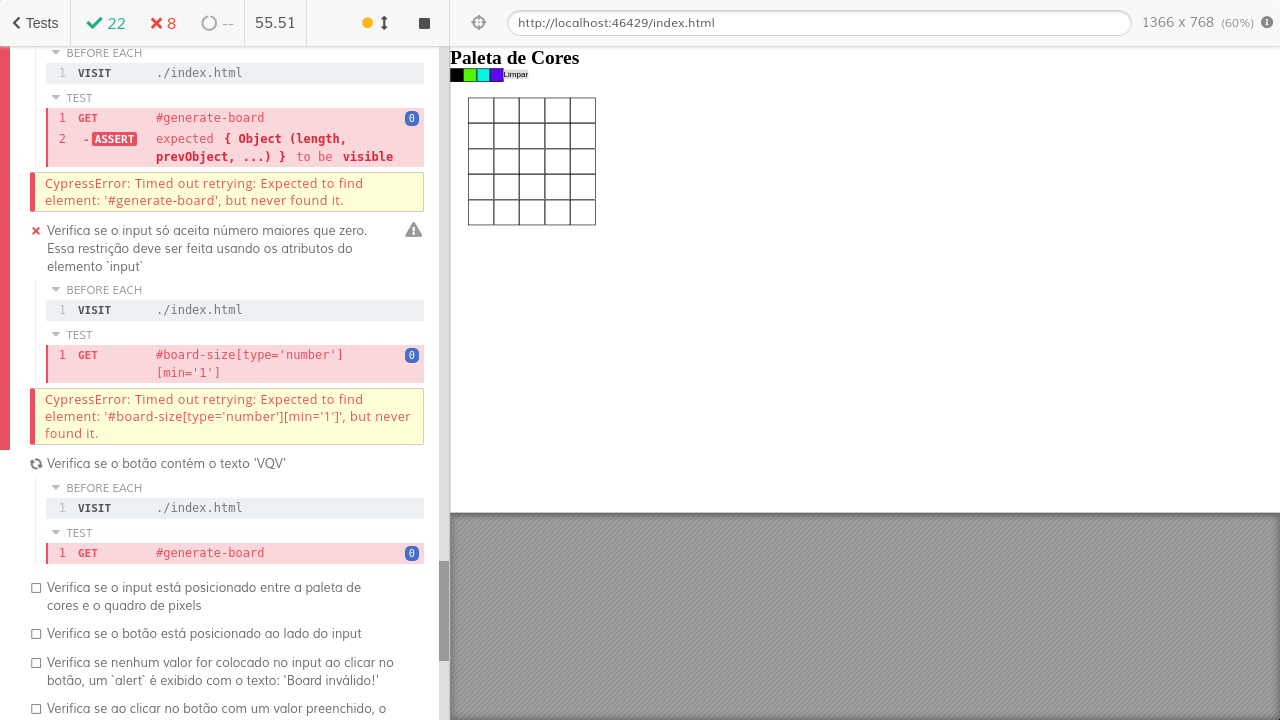 Tests
22
8
--
55.51
http://localhost:46429/index.html
1366 x 768 (60%)
BEFORE EACH
1 VISIT ./index.html
TEST
1 GET #generate-board 0
2 - ASSERT expected { Object (length,
prevObject, ...) } to be visible
CypressError: Timed out retrying: Expected to find
element: '#generate-board', but never found it.
Verifica se o input só aceita número maiores que zero.
Essa restrição deve ser feita usando os atributos do
elemento `input`
BEFORE EACH
1 VISIT ./index.html
TEST
1 GET #board-size[type='number'] 0
[min='1']
CypressError: Timed out retrying: Expected to find
element: '#board-size[type='number'][min='1']', but never
found it.
Verifica se o botão contém o texto 'VQV'
BEFORE EACH
1 VISIT ./index.html
TEST
1 GET #generate-board 0
Verifica se o input está posicionado entre a paleta de
cores e o quadro de pixels
Verifica se o botão está posicionado ao lado do input
Verifica se nenhum valor for colocado no input ao clicar no
botão, um `alert` é exibido com o texto: 'Board inválido!'
Verifica se ao clicar no botão com um valor preenchido, o
Paleta de Cores
Limpar